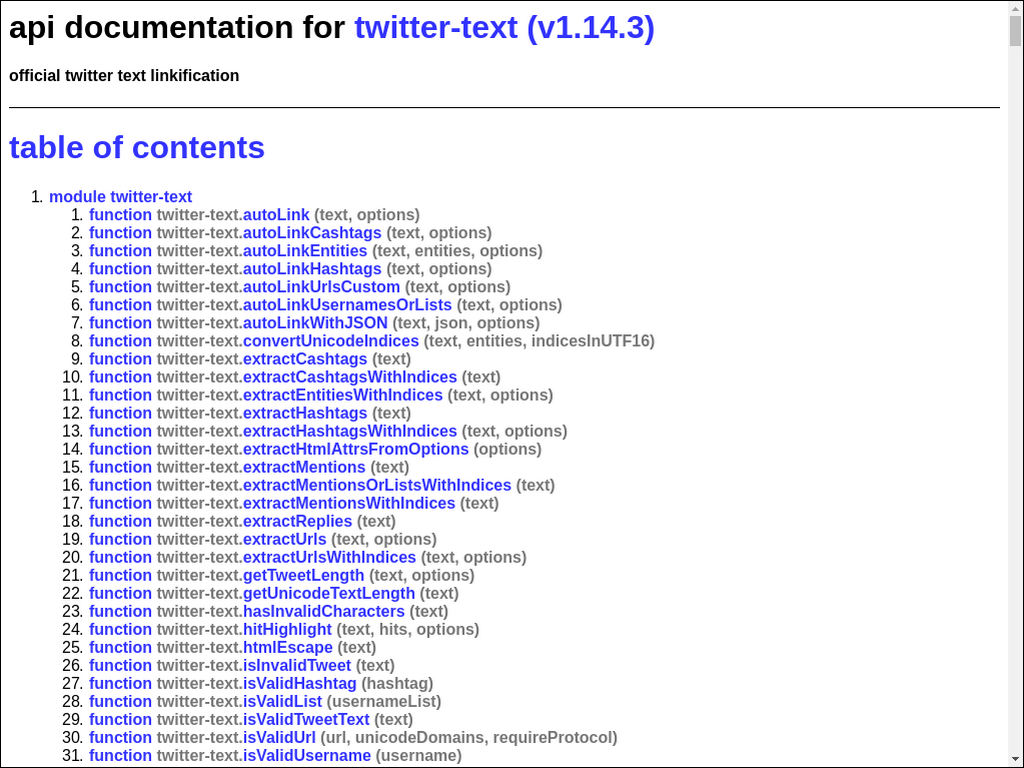 api documentation for twitter-text (v1.14.3)
official twitter text linkification
table of contents
1. module twitter-text
1. function twitter-text.autoLink (text, options)
2. function twitter-text.autoLinkCashtags (text, options)
3. function twitter-text.autoLinkEntities (text, entities, options)
4. function twitter-text.autoLinkHashtags (text, options)
5. function twitter-text.autoLinkUrlsCustom (text, options)
6. function twitter-text.autoLinkUsernamesOrLists (text, options)
7. function twitter-text.autoLinkWithJSON (text, json, options)
8. function twitter-text.convertUnicodeIndices (text, entities, indicesInUTF16)
9. function twitter-text.extractCashtags (text)
10. function twitter-text.extractCashtagsWithIndices (text)
11. function twitter-text.extractEntitiesWithIndices (text, options)
12. function twitter-text.extractHashtags (text)
13. function twitter-text.extractHashtagsWithIndices (text, options)
14. function twitter-text.extractHtmlAttrsFromOptions (options)
15. function twitter-text.extractMentions (text)
16. function twitter-text.extractMentionsOrListsWithIndices (text)
17. function twitter-text.extractMentionsWithIndices (text)
18. function twitter-text.extractReplies (text)
19. function twitter-text.extractUrls (text, options)
20. function twitter-text.extractUrlsWithIndices (text, options)
21. function twitter-text.getTweetLength (text, options)
22. function twitter-text.getUnicodeTextLength (text)
23. function twitter-text.hasInvalidCharacters (text)
24. function twitter-text.hitHighlight (text, hits, options)
25. function twitter-text.htmlEscape (text)
26. function twitter-text.isInvalidTweet (text)
27. function twitter-text.isValidHashtag (hashtag)
28. function twitter-text.isValidList (usernameList)
29. function twitter-text.isValidTweetText (text)
30. function twitter-text.isValidUrl (url, unicodeDomains, requireProtocol)
31. function twitter-text.isValidUsername (username)